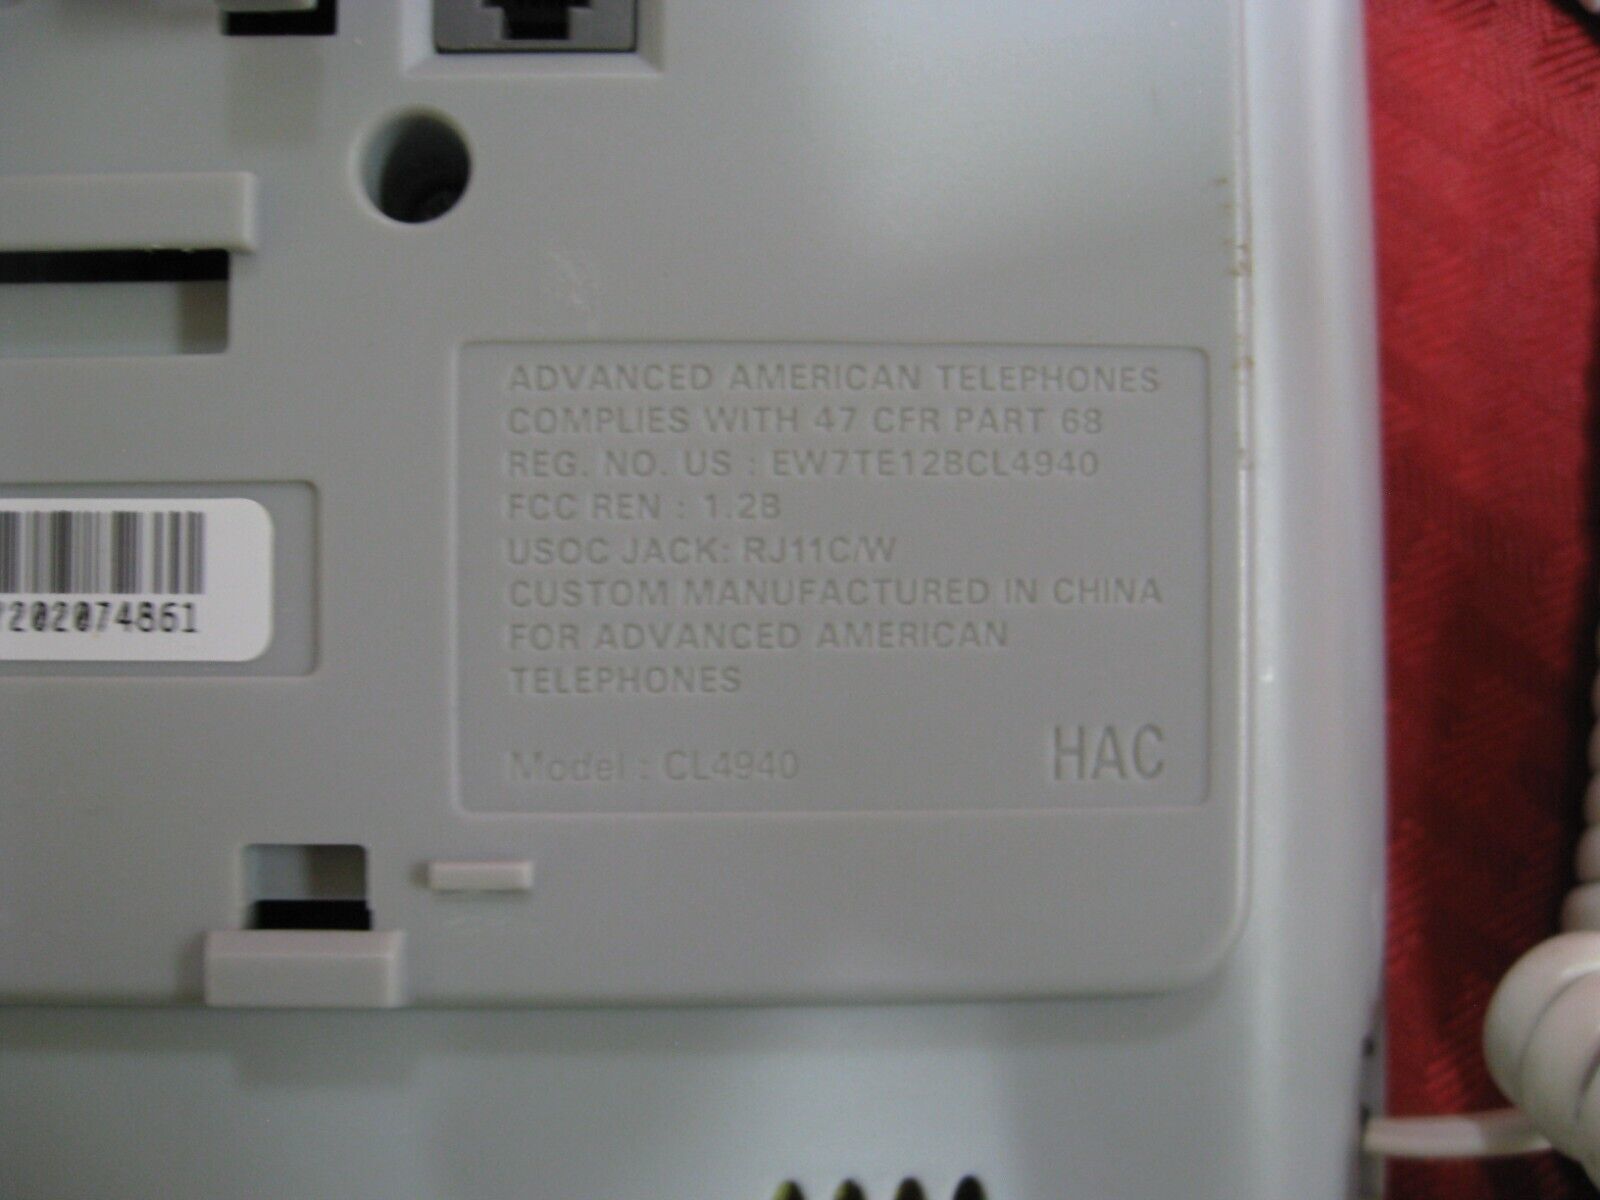 ADVANCED AMERICAN TELEPHONES
COMPLIES WITH 47 CFR PART 68
REG. NO. US : EW7TE12BCL4940
FCC REN : 1.2B
USOC JACK: RJ11C/W
CUSTOM MANUFACTURED IN CHINA
FOR ADVANCED AMERICAN
TELEPHONES
Model : CL4940
HAC
202074861